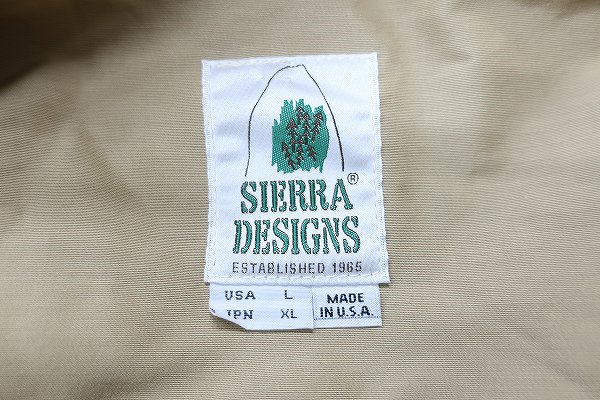 SIERRA®
DESIGNS
ESTABLISHED 1965
USA L
JPN XL
MADE
IN U.S.A.